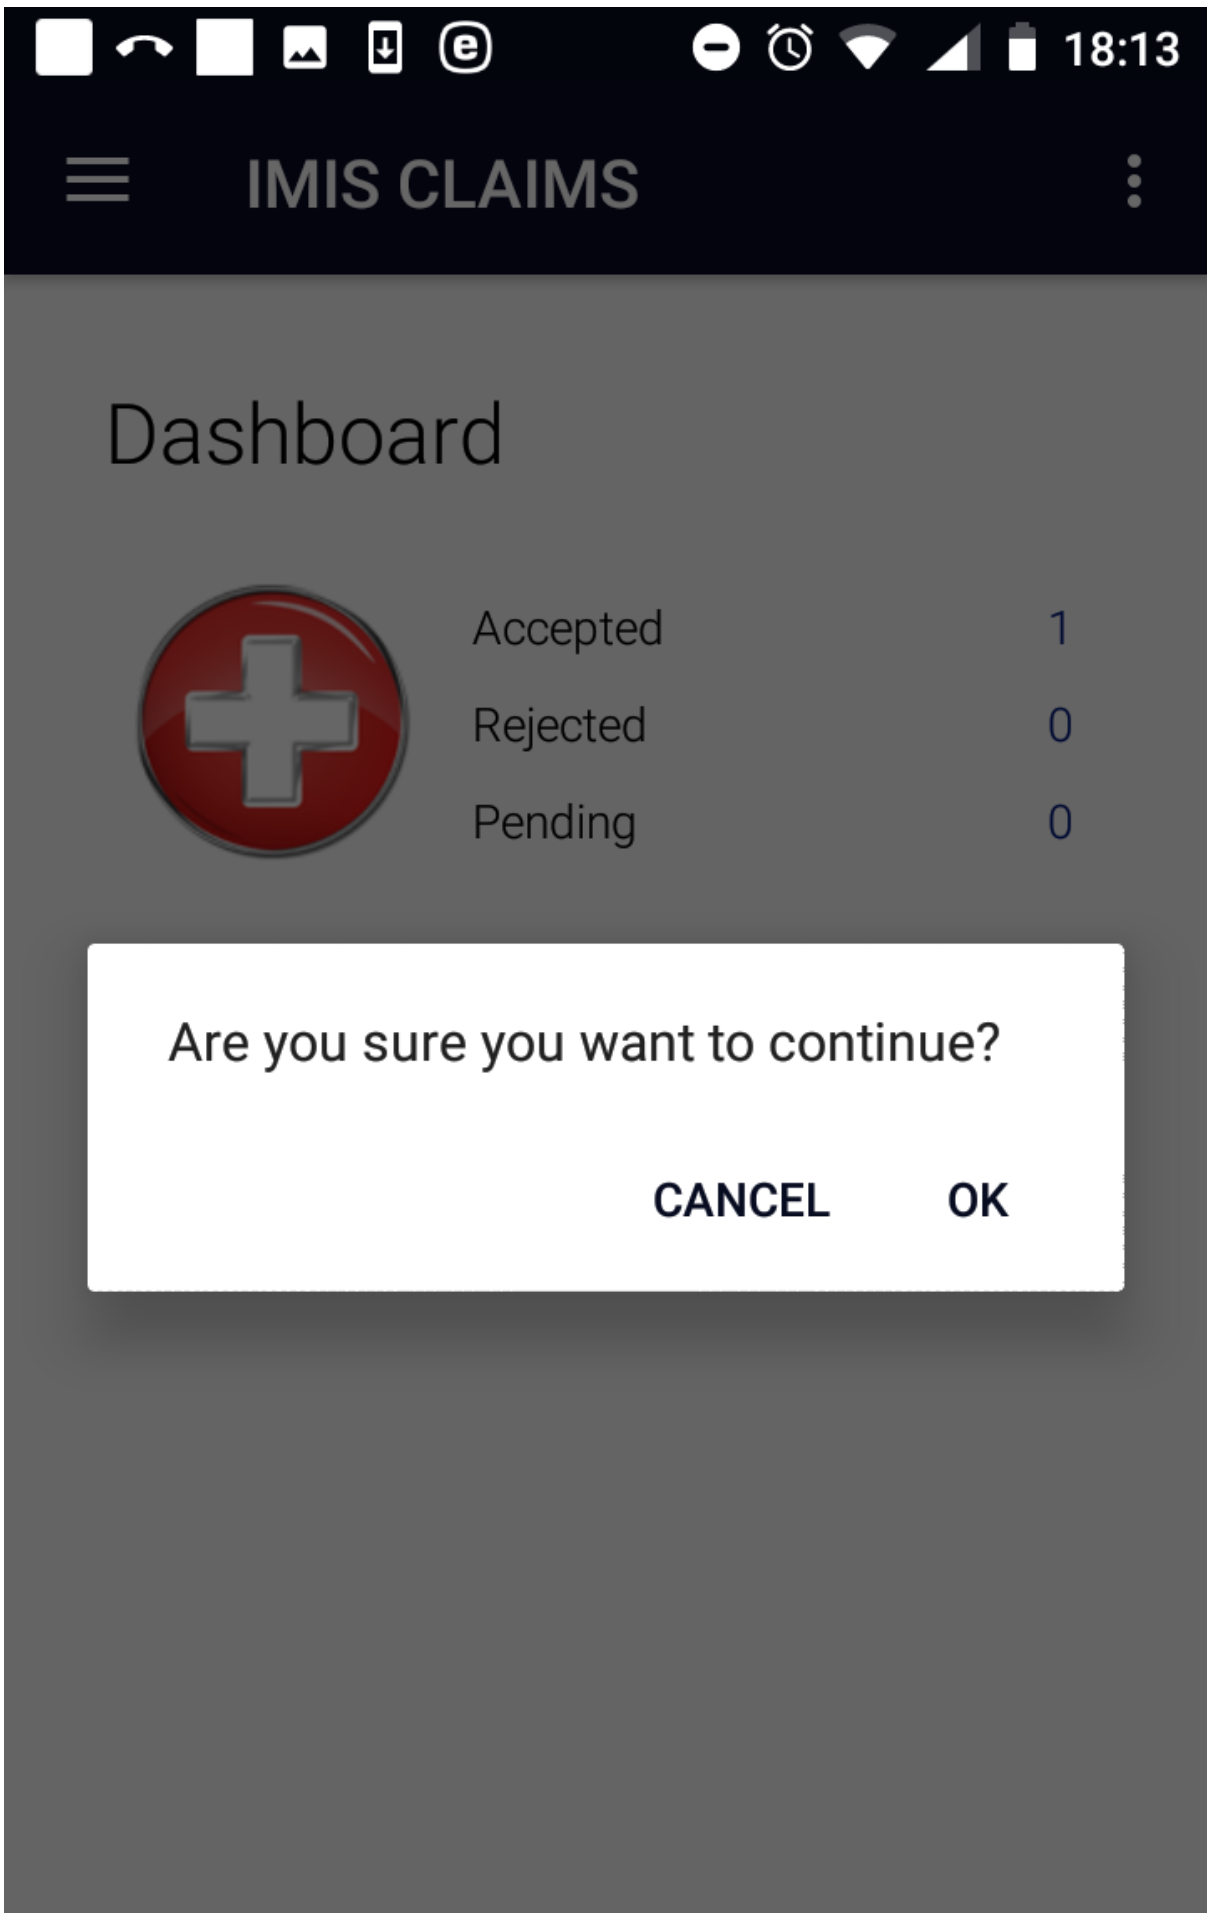 18:13
IMIS CLAIMS
Dashboard
Accepted 1
Rejected 0
Pending 0
Are you sure you want to continue?
CANCEL OK